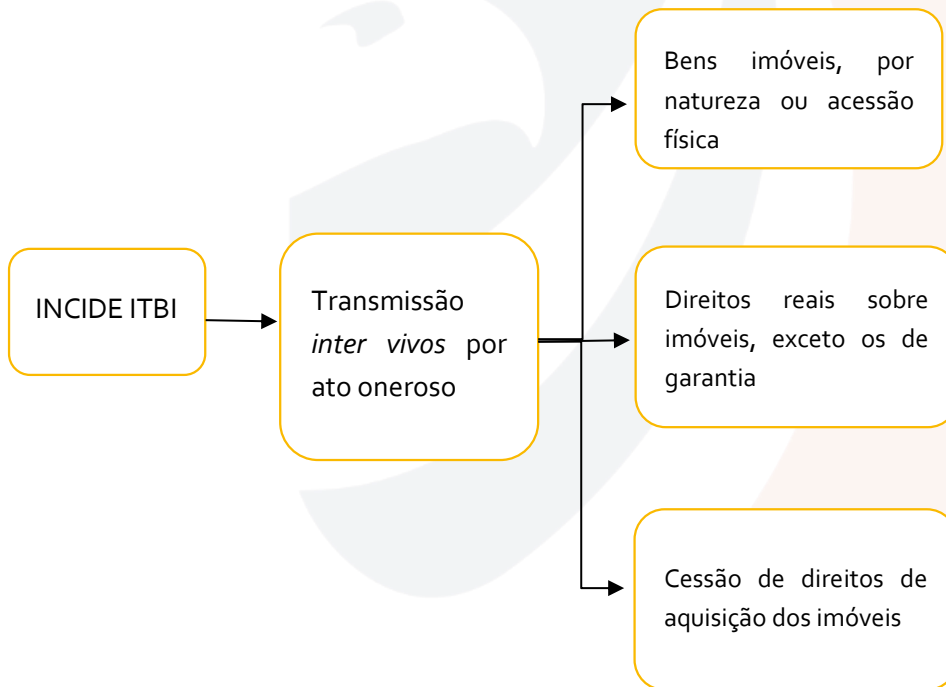 INCIDE ITBI
Transmissão
inter vivos por
ato oneroso
Bens imóveis, por
natureza ou acessão
física
Direitos reais sobre
imóveis, exceto os de
garantia
Cessão de direitos de
aquisição dos imóveis